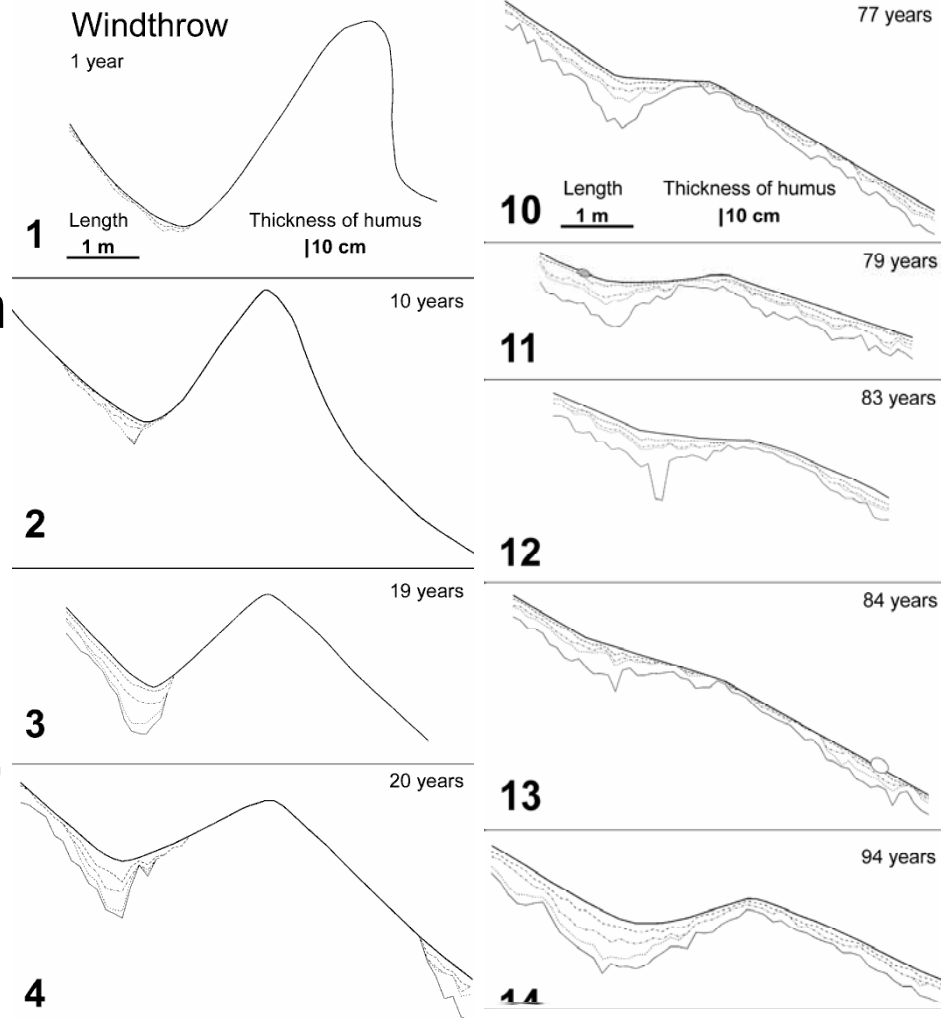 Windthrow
1 year
Length
Thickness of humus
1 m
|10 cm
1
10 years
2
19 years
3
20 years
4
77 years
Length
Thickness of humus
1 m
|10 cm
10
79 years
11
83 years
12
84 years
13
94 years
14